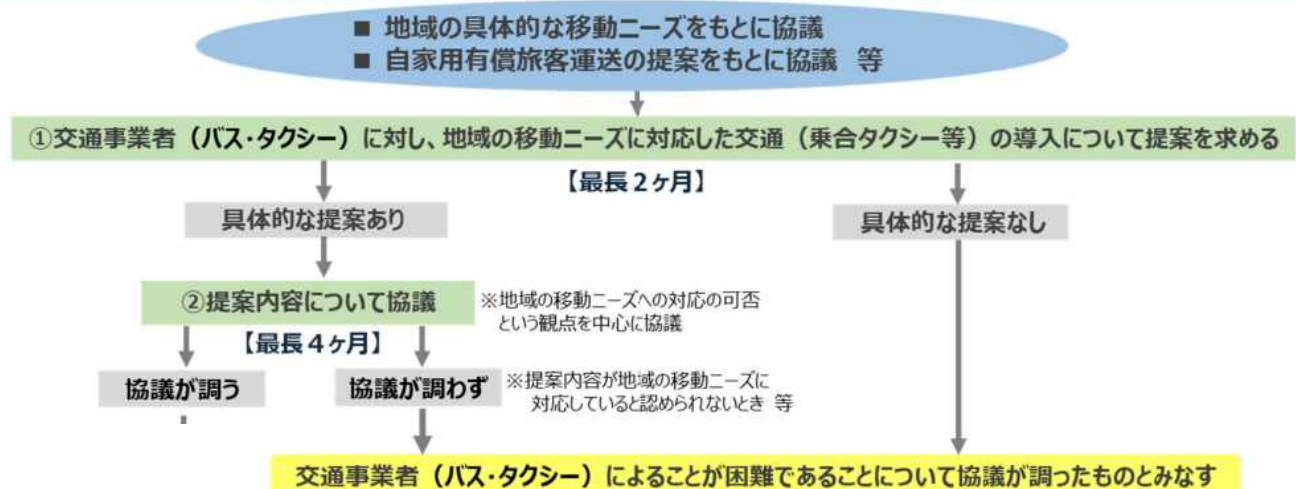 ■ 地域の具体的な移動ニーズをもとに協議
■ 自家用有償旅客運送の提案をもとに協議 等
①交通事業者（バス・タクシー）に対し、地域の移動ニーズに対応した交通（乗合タクシー等）の導入について提案を求める
【最長２ヶ月】
具体的な提案あり
具体的な提案なし
②提案内容について協議
※地域の移動ニーズへの対応の可否
という観点を中心に協議
【最長４ヶ月】
協議が調う
協議が調わず
※提案内容が地域の移動ニーズに
対応していると認められないとき 等
交通事業者（バス・タクシー）によることが困難であることについて協議が調ったものとみなす